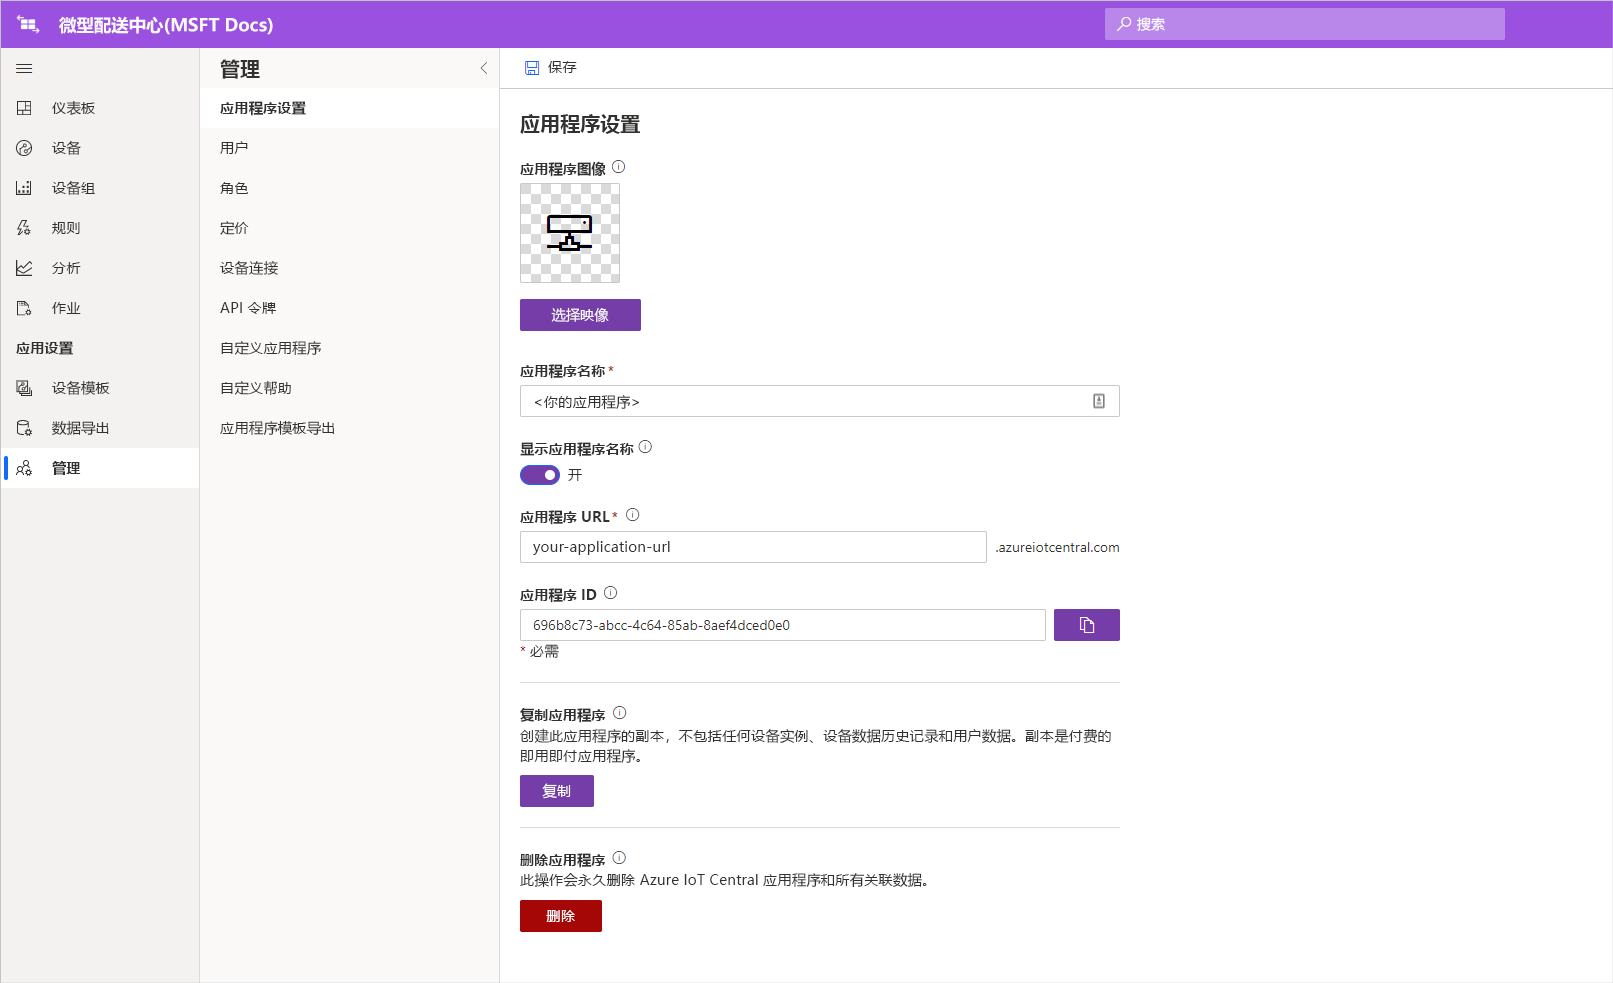 微型配送中心(MSFT Docs)
搜索
仪表板
设备
设备组
规则
分析
作业
应用设置
设备模板
数据导出
管理
管理
应用程序设置
用户
角色
定价
设备连接
API 令牌
自定义应用程序
自定义帮助
应用程序模板导出
保存
应用程序设置
应用程序图像
选择映像
应用程序名称*
<你的应用程序>
显示应用程序名称
开
应用程序 URL*
your-application-url
.azureiotcentral.com
应用程序 ID
696b8c73-abcc-4c64-85ab-8aef4dced0e0
* 必需
复制应用程序
创建此应用程序的副本，不包括任何设备实例、设备数据历史记录和用户数据。副本是付费的
即用即付应用程序。
复制
删除应用程序
此操作会永久删除 Azure IoT Central 应用程序和所有关联数据。
删除